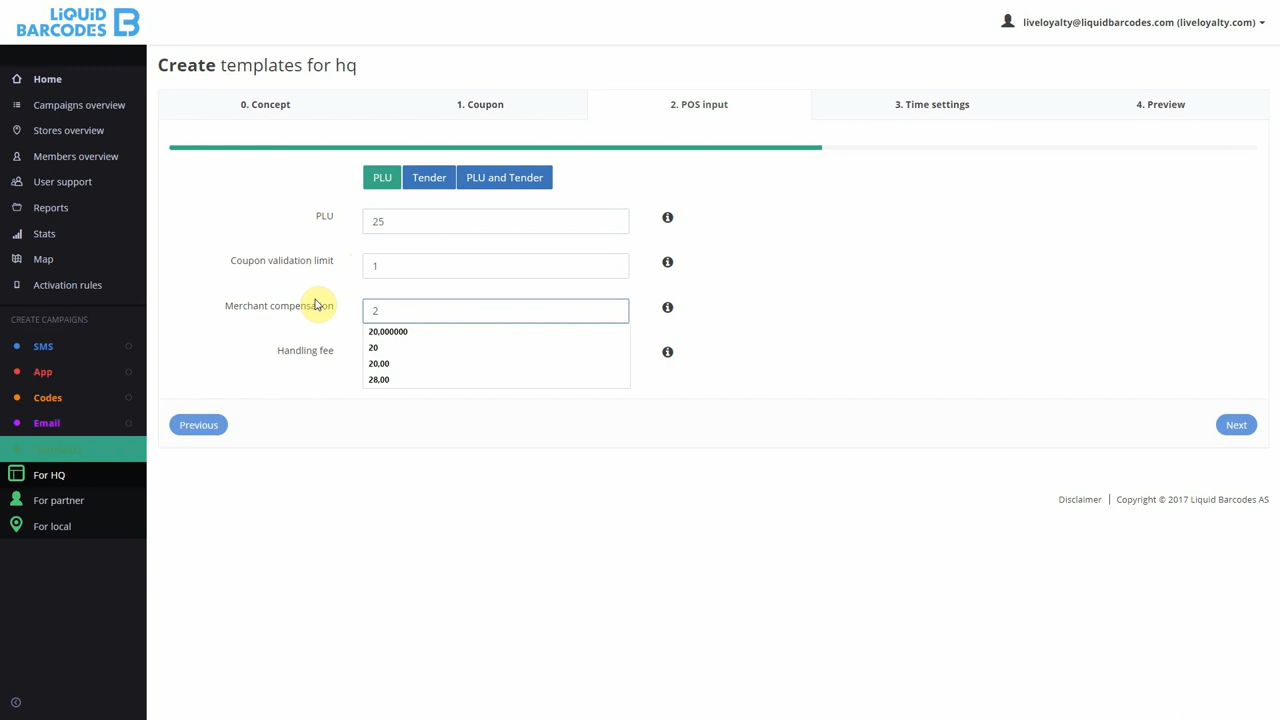 LiQUiD
BARCODES
liveloyalty@liquidbarcodes.com (liveloyalty.com)
Create templates for hq
0. Concept
1. Coupon
2. POS input
3. Time settings
4. Preview
Home
Campaigns overview
Stores overview
Members overview
User support
Reports
Stats
Map
Activation rules
CREATE CAMPAIGNS
SMS
App
Codes
Email
For HQ
For partner
For local
PLU
Tender
PLU and Tender
PLU
25
Coupon validation limit
1
Merchant compensation
2
20,000000
20
20,00
28,00
Handling fee
Previous
Next
Disclaimer | Copyright © 2017 Liquid Barcodes AS